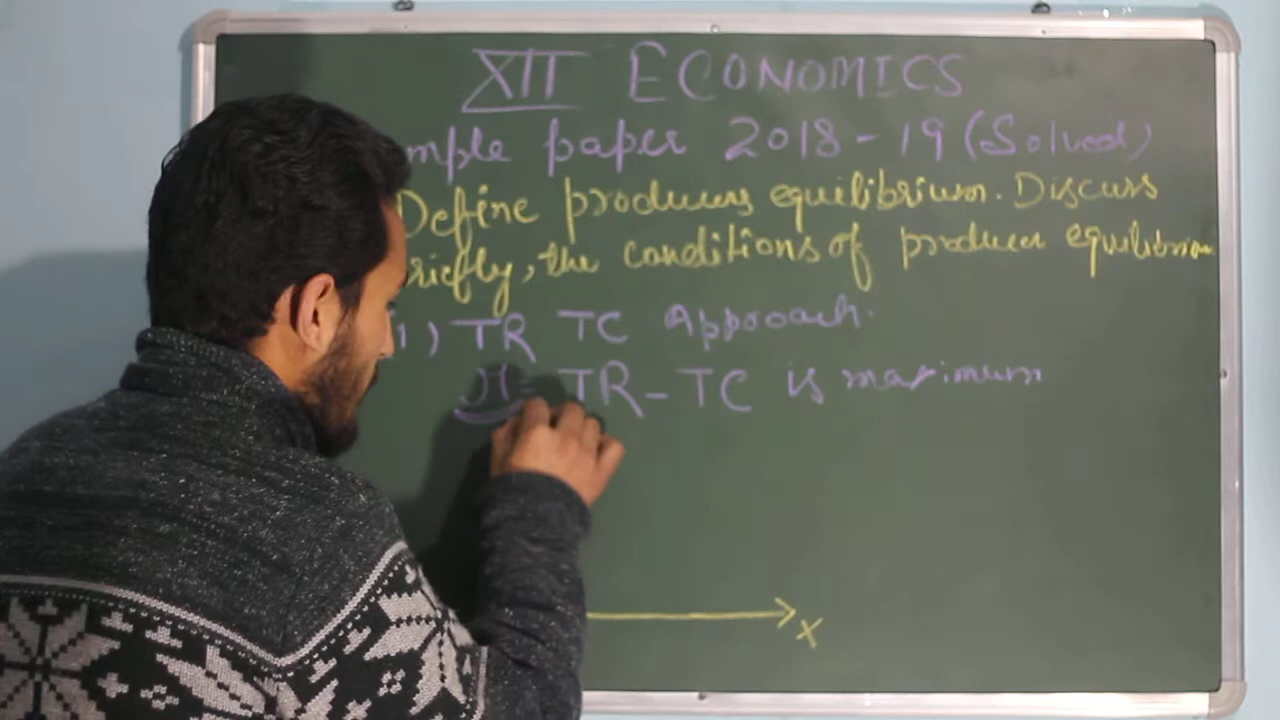 XII ECONOMICS
mple paper 2018-19 (Solved)
Define producers equilibrium. Discuss
riefly, the conditions of producer equilibrium
1) TR TC Approach.
π = TR - TC is maximum
x